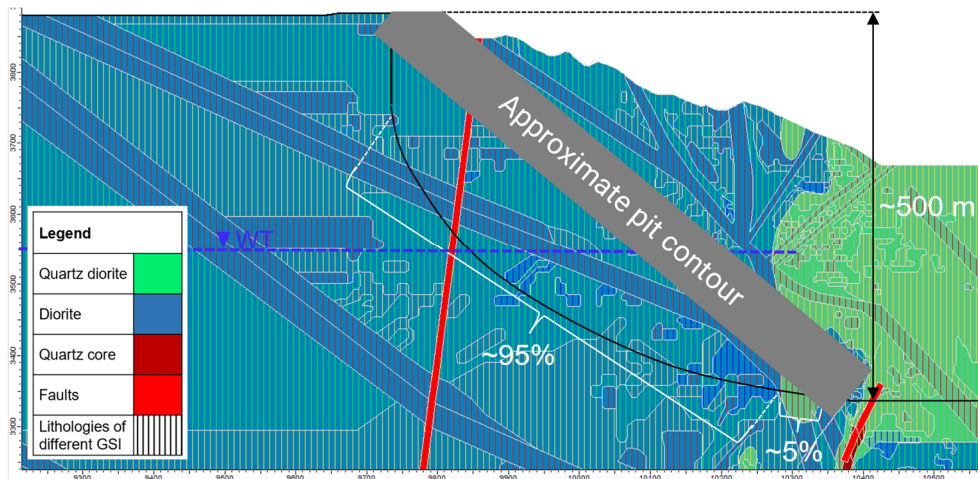 3800
3700
3600
3500
3400
3300
Approximate pit contour
~500 m
WT
~95%
~5%
Legend
Quartz diorite
Diorite
Quartz core
Faults
Lithologies of
different GSI
9300 9400 9500 9600 9700 9800 9900 10000 10100 10200 10300 10400 10500